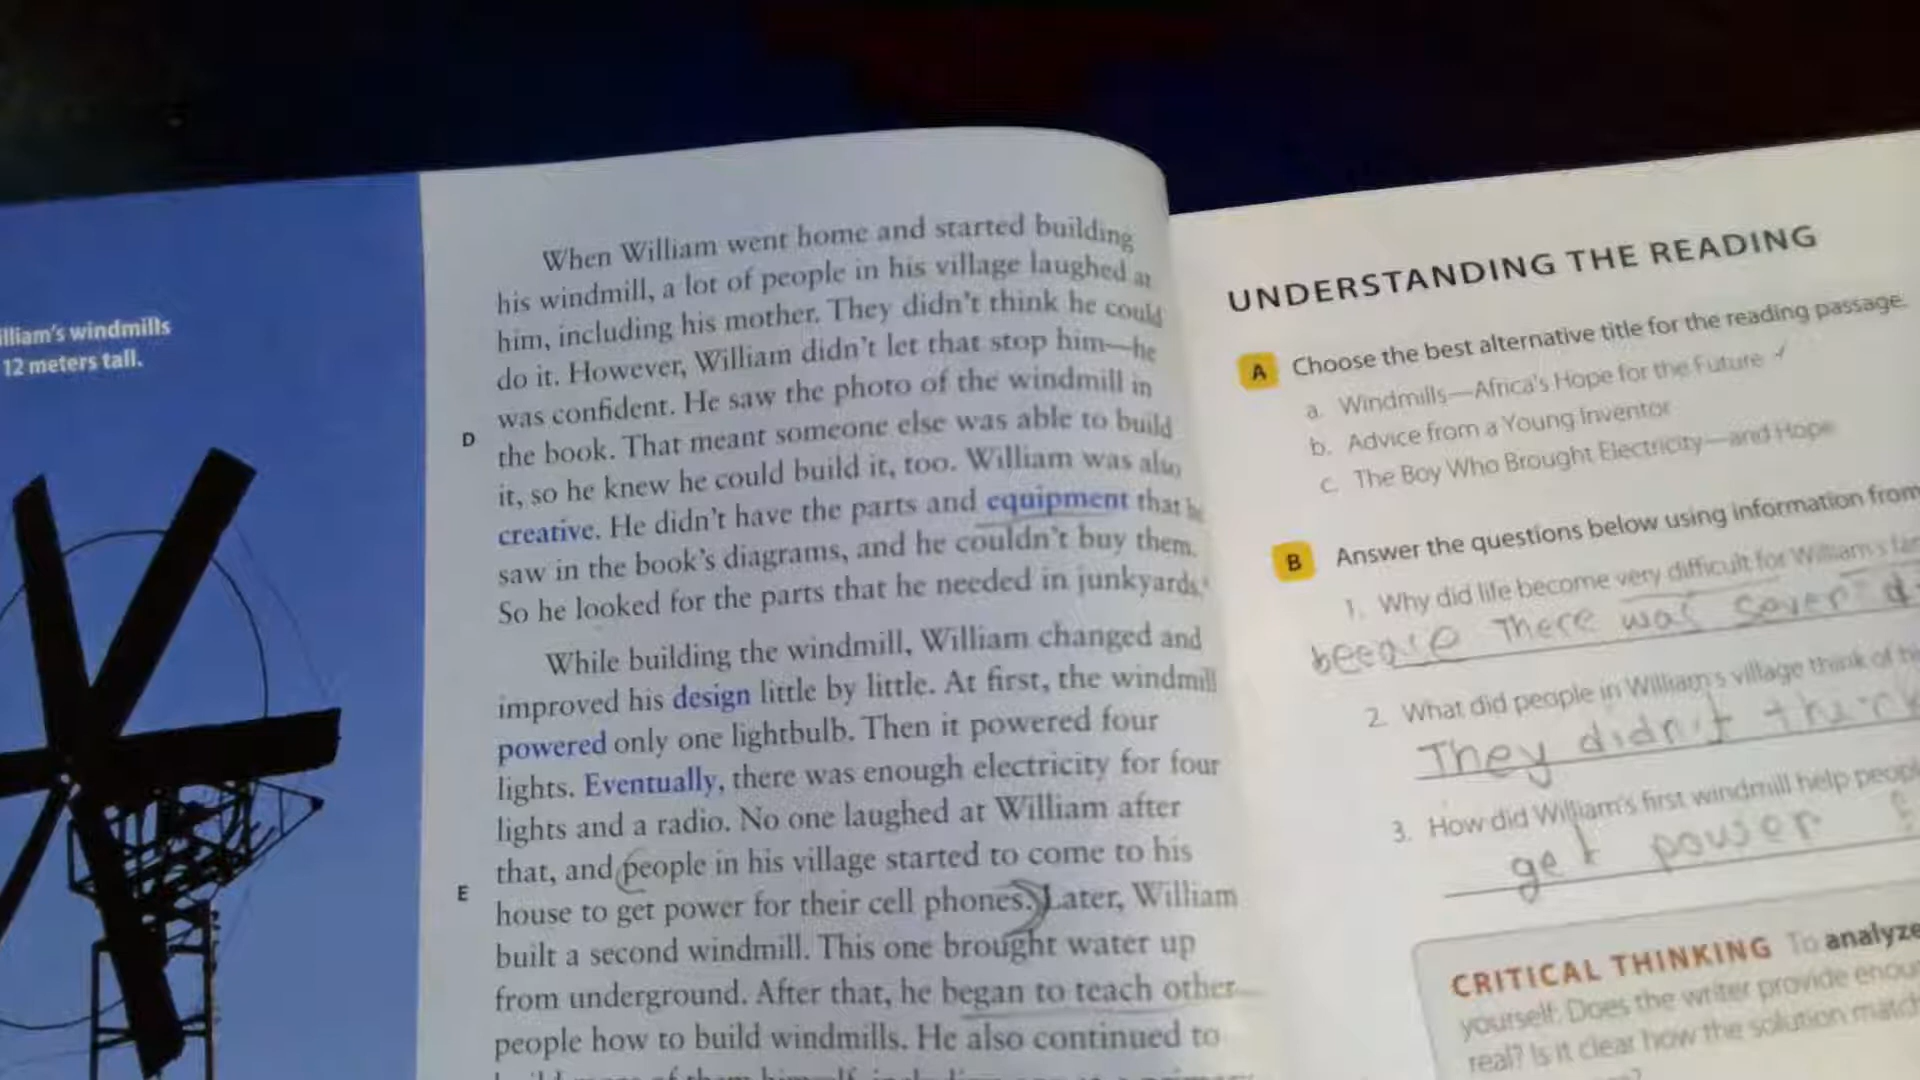 William's windmills
12 meters tall.
When William went home and started building
his windmill, a lot of people in his village laughed at
him, including his mother. They didn't think he could
do it. However, William didn't let that stop him—he
was confident. He saw the photo of the windmill in
D the book. That meant someone else was able to build
it, so he knew he could build it, too. William was also
creative. He didn't have the parts and equipment that he
saw in the book's diagrams, and he couldn't buy them.
So he looked for the parts that he needed in junkyards.
While building the windmill, William changed and
improved his design little by little. At first, the windmill
powered only one lightbulb. Then it powered four
lights. Eventually, there was enough electricity for four
lights and a radio. No one laughed at William after
that, and people in his village started to come to his
E house to get power for their cell phones. Later, William
built a second windmill. This one brought water up
from underground. After that, he began to teach other
people how to build windmills. He also continued to
UNDERSTANDING THE READING
A Choose the best alternative title for the reading passage.
a. Windmills—Africa's Hope for the Future
b. Advice from a Young Inventor
c. The Boy Who Brought Electricity—and Hope
B Answer the questions below using information from
1. Why did life become very difficult for William's
There was
2. What did people in William's village think of
They didn't think
3. How did William's first windmill help
get power
CRITICAL THINKING To analyze
yourself: Does the writer provide
real? Is it clear how the solution